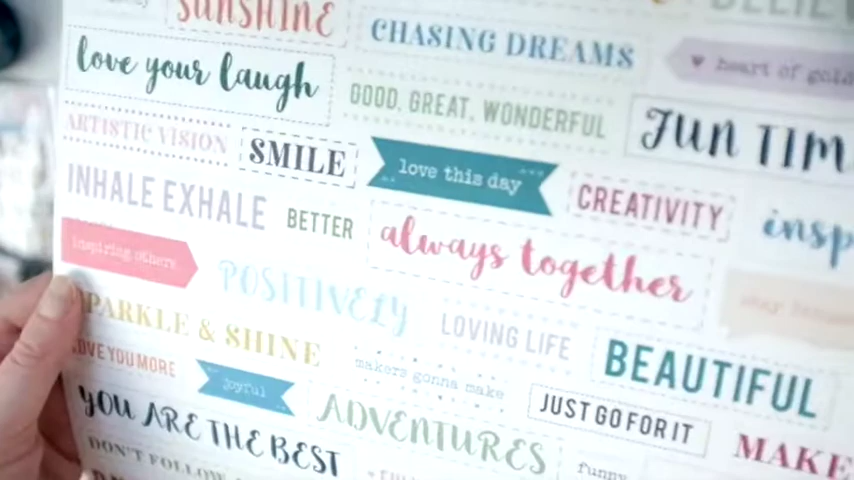 SUNSHINE
CHASING DREAMS
heart of gold
love your laugh
GOOD, GREAT, WONDERFUL
FUN TIM
ARTISTIC VISION
SMILE
love this day
CREATIVITY
insp
INHALE EXHALE
BETTER
always together
inspiring others
POSITIVELY
PARKLE & SHINE
LOVING LIFE
BEAUTIFUL
OVE YOU MORE
joyful
makers gonna make
JUST GO FOR IT
MAKE
YOU ARE THE BEST
ADVENTURES
funny
DON'T FOLLOW